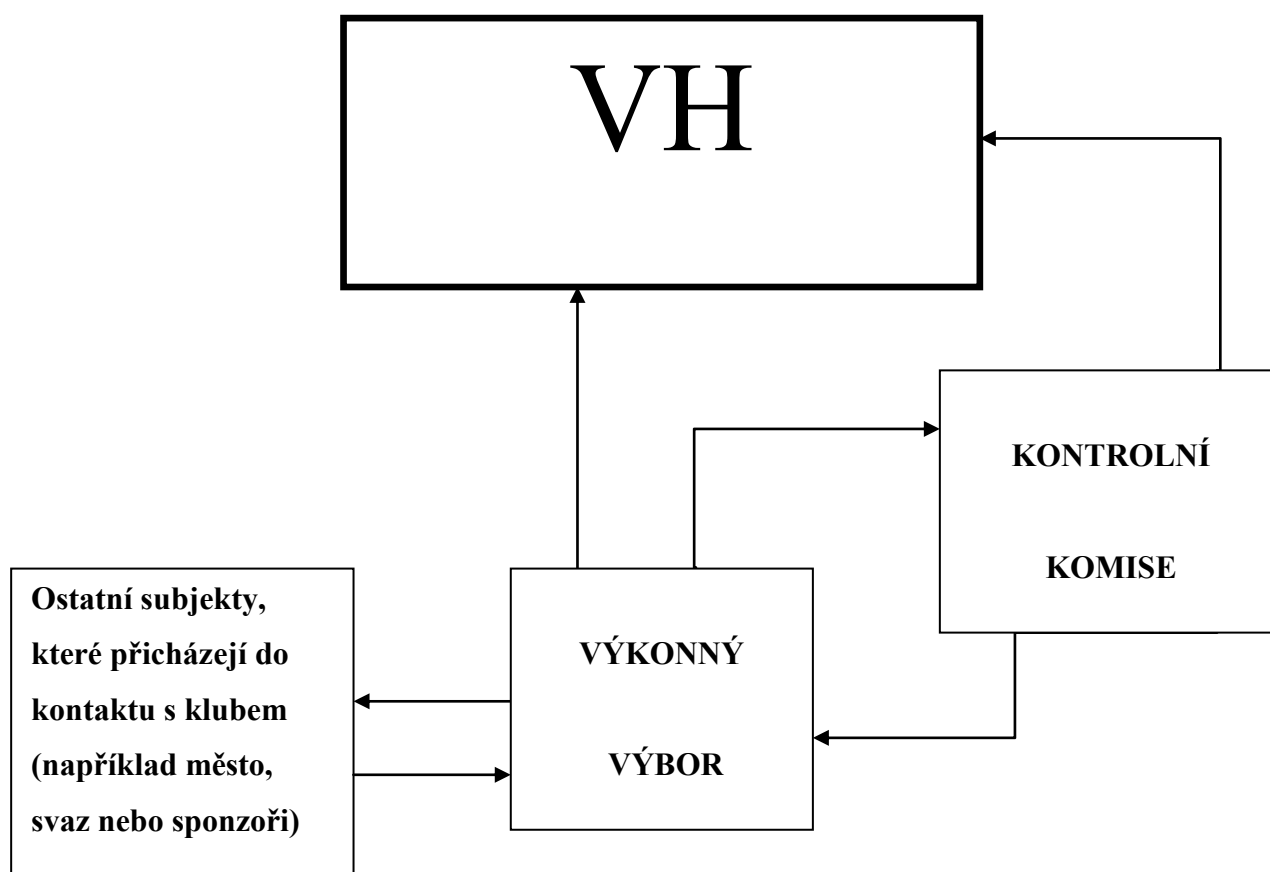 VH
KONTROLNÍ
KOMISE
Ostatní subjekty,
které přicházejí do
kontaktu s klubem
(například město,
svaz nebo sponzoři)
VÝKONNÝ
VÝBOR